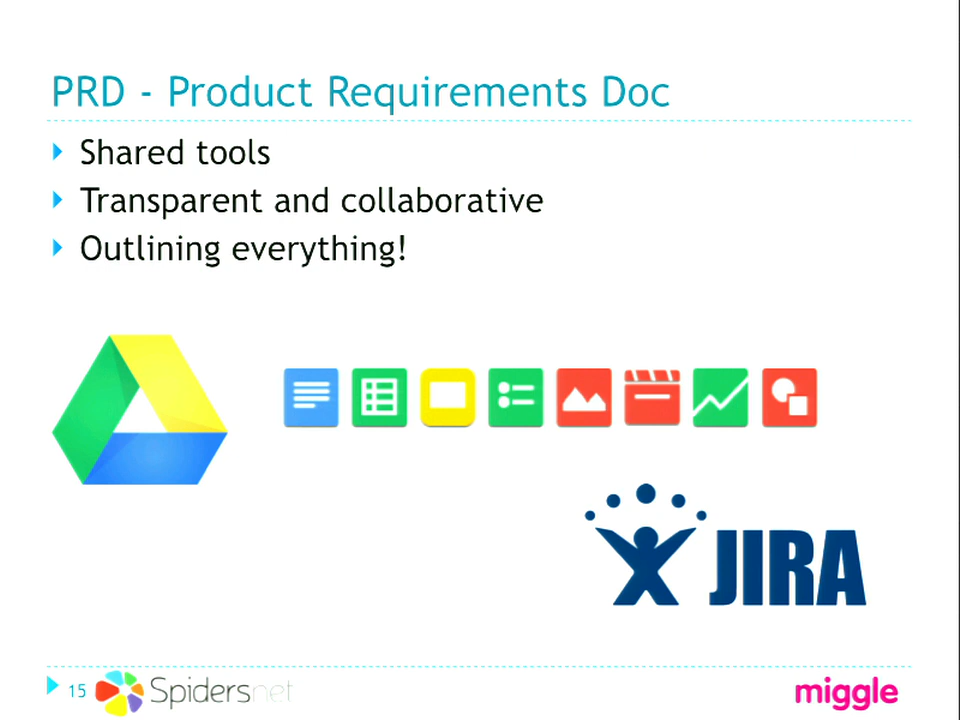 PRD - Product Requirements Doc
Shared tools
Transparent and collaborative
Outlining everything!
JIRA
15
Spidersnet
miggle